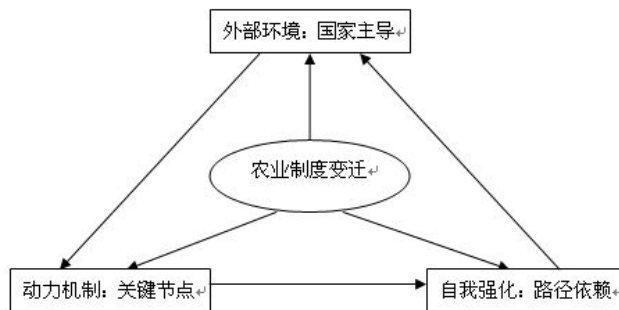 外部环境：国家主导
农业制度变迁
动力机制：关键节点
自我强化：路径依赖